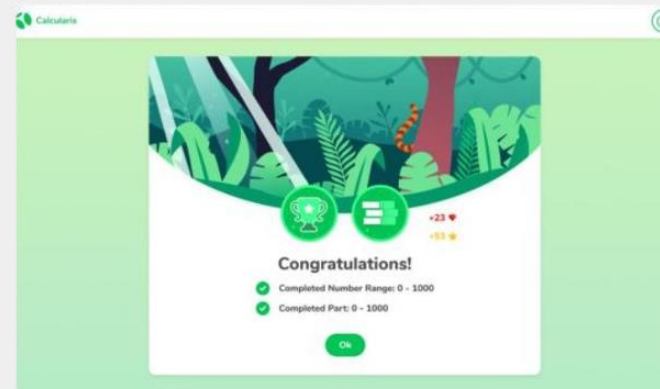 Calcularis
+23
+53
Congratulations!
Completed Number Range: 0 - 1000
Completed Part: 0 - 1000
Ok